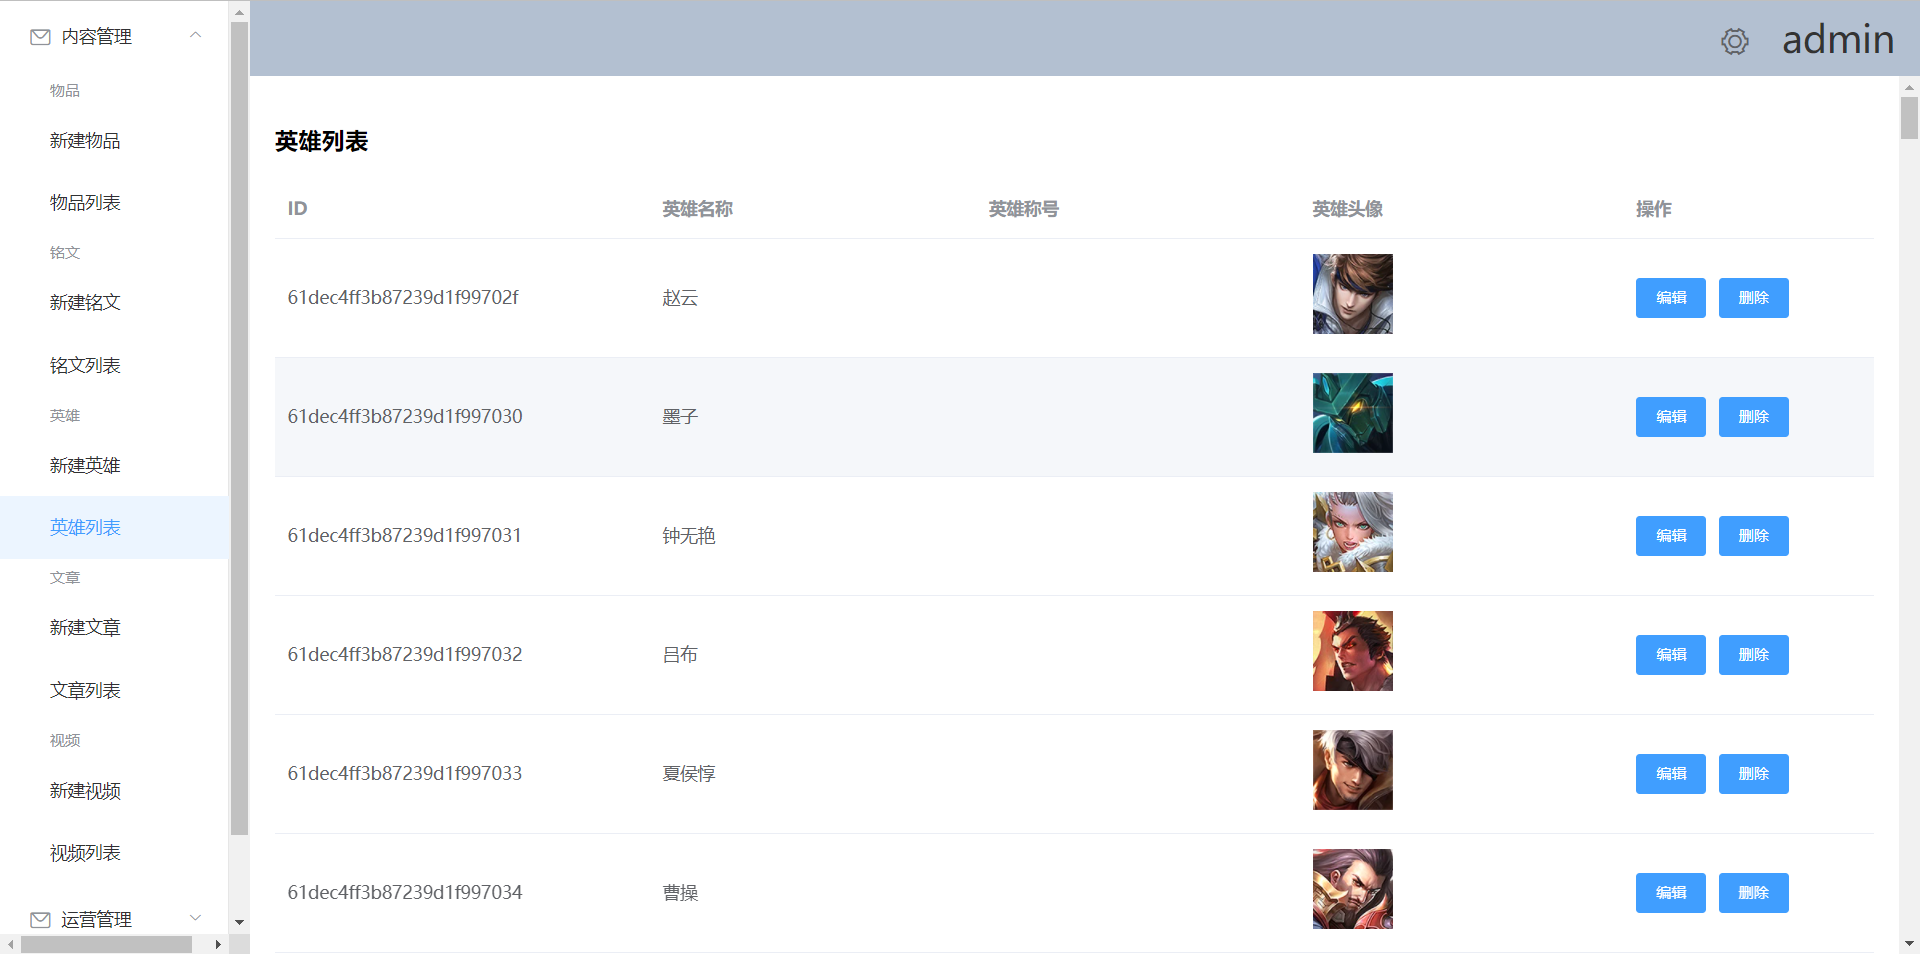 内容管理
物品
新建物品
物品列表
铭文
新建铭文
铭文列表
英雄
新建英雄
英雄列表
文章
新建文章
文章列表
视频
新建视频
视频列表
运营管理
admin
英雄列表
ID 英雄名称 英雄称号 英雄头像 操作
61dec4ff3b87239d1f99702f 赵云 编辑 删除
61dec4ff3b87239d1f997030 墨子 编辑 删除
61dec4ff3b87239d1f997031 钟无艳 编辑 删除
61dec4ff3b87239d1f997032 吕布 编辑 删除
61dec4ff3b87239d1f997033 夏侯惇 编辑 删除
61dec4ff3b87239d1f997034 曹操 编辑 删除